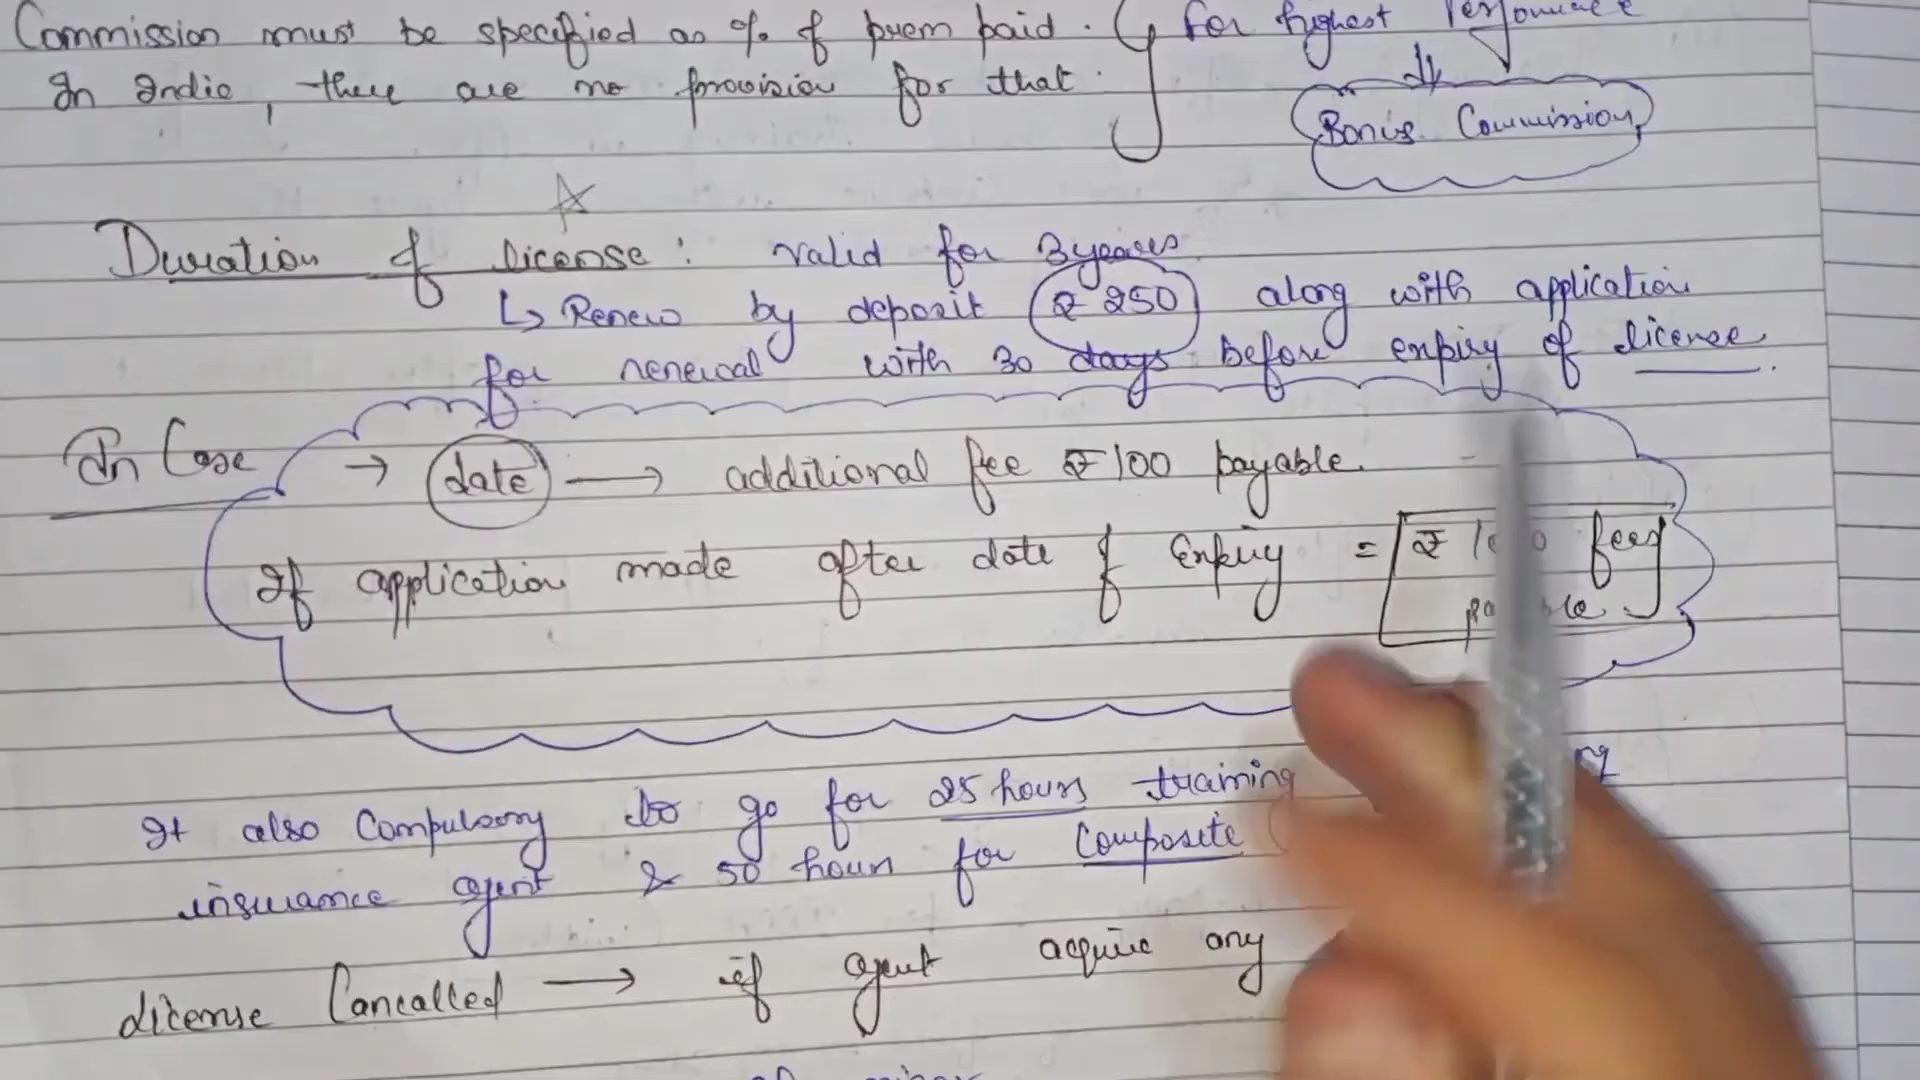 Commission must be specified as % of prem paid.
For highest Performance
In India, there are no provision for that.
Bonus Commission
Duration of license: valid for 3 years
↳ Renew by deposit ₹ 250 along with application
for renewal with 30 days before expiry of license.
In Case → date → additional fee ₹ 100 payable.
If application made after date of Expiry = ₹ fees
It also Compulsory to go for 25 hours training
insurance agent & 50 hours for Composite
license Cancalled → if agent acquire any